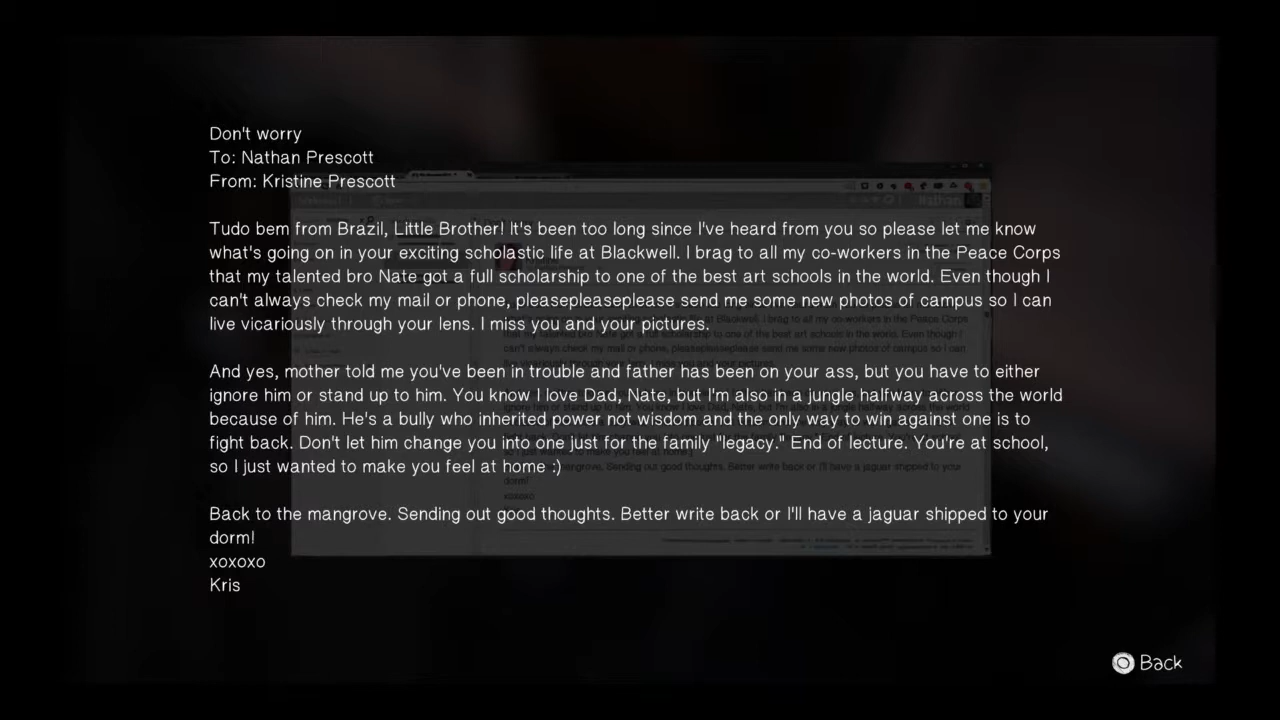 Don't worry
To: Nathan Prescott
From: Kristine Prescott
Tudo bem from Brazil, Little Brother! It's been too long since I've heard from you so please let me know
what's going on in your exciting scholastic life at Blackwell. I brag to all my co-workers in the Peace Corps
that my talented bro Nate got a full scholarship to one of the best art schools in the world. Even though I
can't always check my mail or phone, pleasepleaseplease send me some new photos of campus so I can
live vicariously through your lens. I miss you and your pictures.
And yes, mother told me you've been in trouble and father has been on your ass, but you have to either
ignore him or stand up to him. You know I love Dad, Nate, but I'm also in a jungle halfway across the world
because of him. He's a bully who inherited power not wisdom and the only way to win against one is to
fight back. Don't let him change you into one just for the family "legacy." End of lecture. You're at school,
so I just wanted to make you feel at home :)
Back to the mangrove. Sending out good thoughts. Better write back or I'll have a jaguar shipped to your
dorm!
xoxoxo
Kris
Back